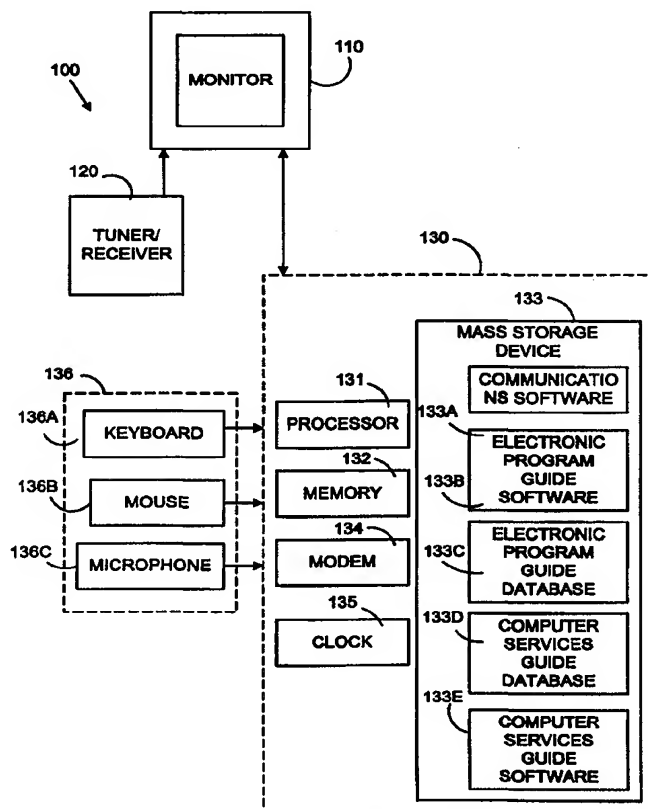 110
100
MONITOR
120
TUNER/
RECEIVER
130
133
MASS STORAGE
DEVICE
COMMUNICATIO
NS SOFTWARE
136
131
133A
136A
KEYBOARD
PROCESSOR
ELECTRONIC
PROGRAM
GUIDE
SOFTWARE
132
133B
136B
MOUSE
MEMORY
134
136C
MICROPHONE
MODEM
133C
ELECTRONIC
PROGRAM
GUIDE
DATABASE
135
CLOCK
133D
COMPUTER
SERVICES
GUIDE
DATABASE
133E
COMPUTER
SERVICES
GUIDE
SOFTWARE